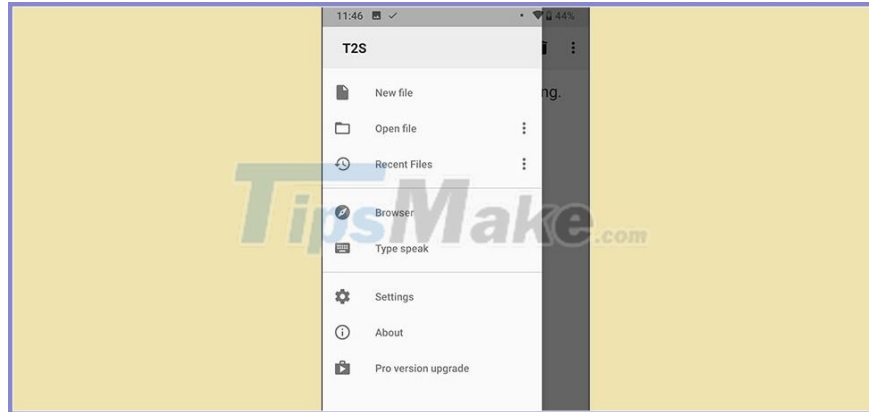 11:46
44%
T2S
New file
ng.
Open file
Recent Files
Browser
TipsMake.com
Type speak
Settings
About
Pro version upgrade